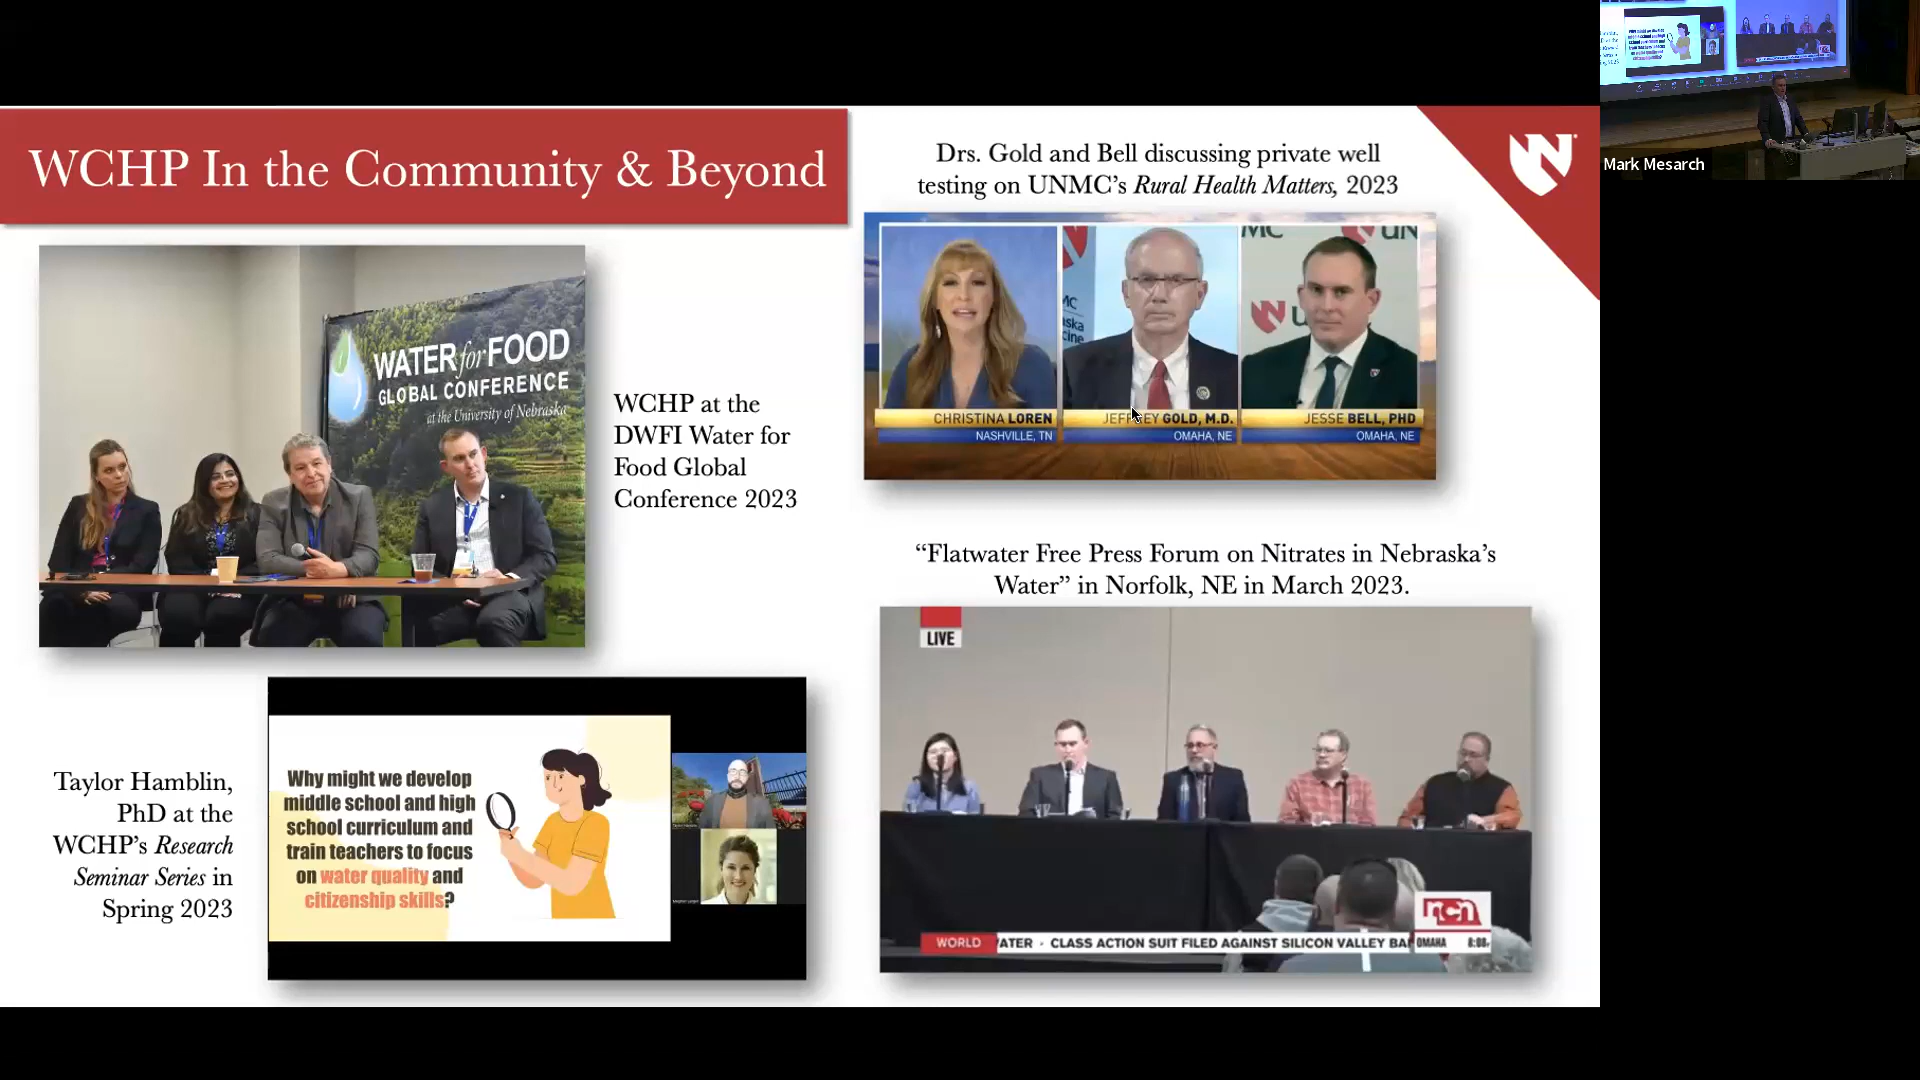 WCHP In the Community & Beyond
Drs. Gold and Bell discussing private well
testing on UNMC’s Rural Health Matters, 2023
CHRISTINA LOREN
NASHVILLE, TN
GOLD, M.D.
OMAHA, NE
JESSE BELL, PHD
OMAHA, NE
WATER for FOOD
GLOBAL CONFERENCE
at the University of Nebraska
WCHP at the
DWFI Water for
Food Global
Conference 2023
“Flatwater Free Press Forum on Nitrates in Nebraska’s
Water” in Norfolk, NE in March 2023.
LIVE
WORLD
ATER - CLASS ACTION SUIT FILED AGAINST SILICON VALLEY BA
ncn
OMAHA 8:08
Taylor Hamblin,
PhD at the
WCHP’s Research
Seminar Series in
Spring 2023
Why might we develop
middle school and high
school curriculum and
train teachers to focus
on water quality and
citizenship skills?
Mark Mesarch